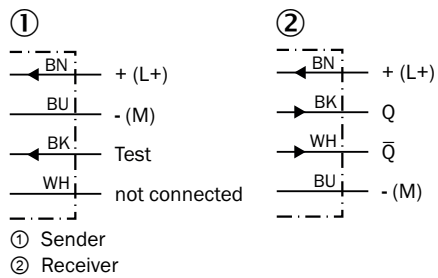 ① ②
BN + (L+)
BU - (M)
BK Test
WH not connected
BN + (L+)
BK Q
WH Q̅
BU - (M)
① Sender
② Receiver